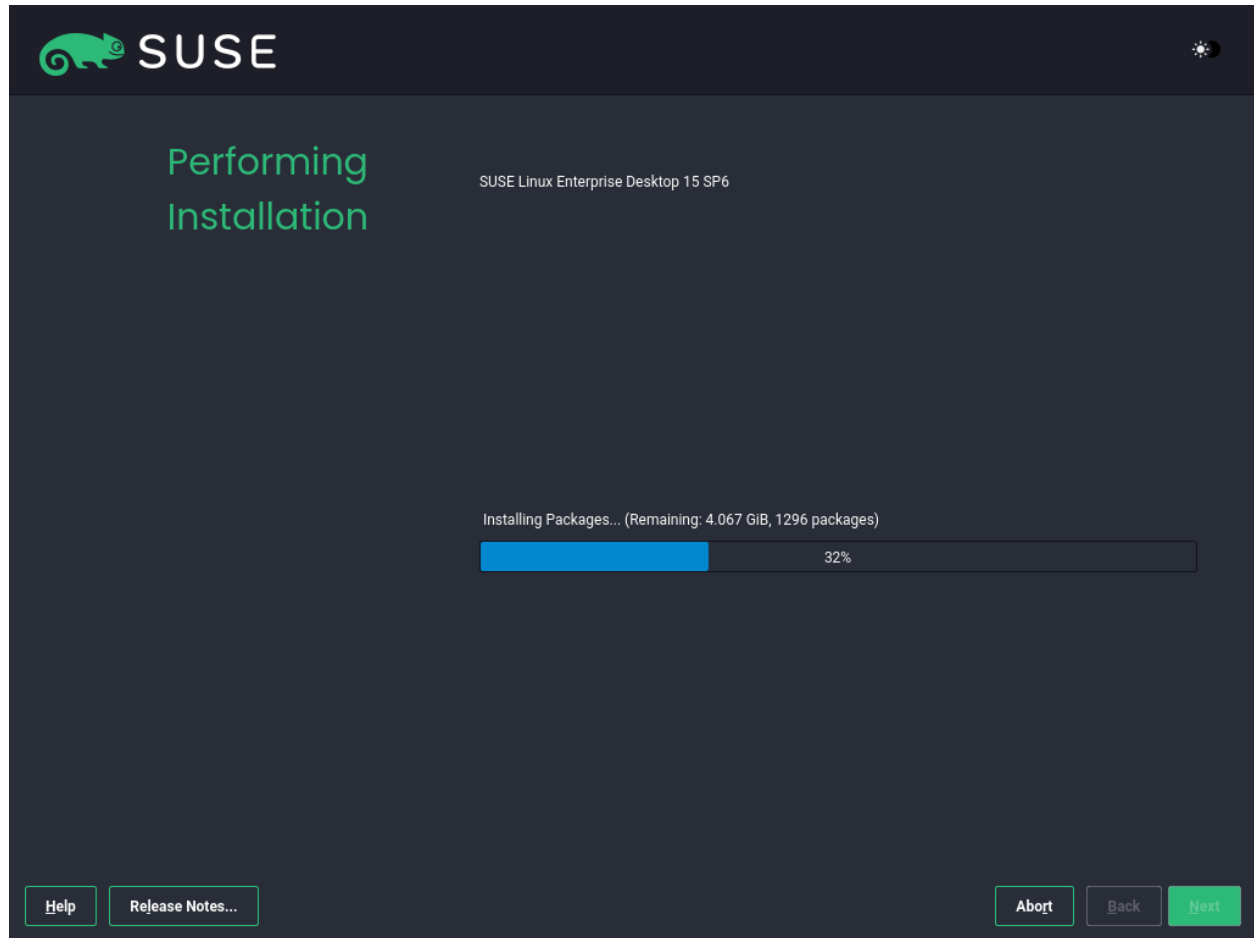 SUSE
Performing
Installation
SUSE Linux Enterprise Desktop 15 SP6
Installing Packages... (Remaining: 4.067 GiB, 1296 packages)
32%
Help
Release Notes...
Abort
Back
Next